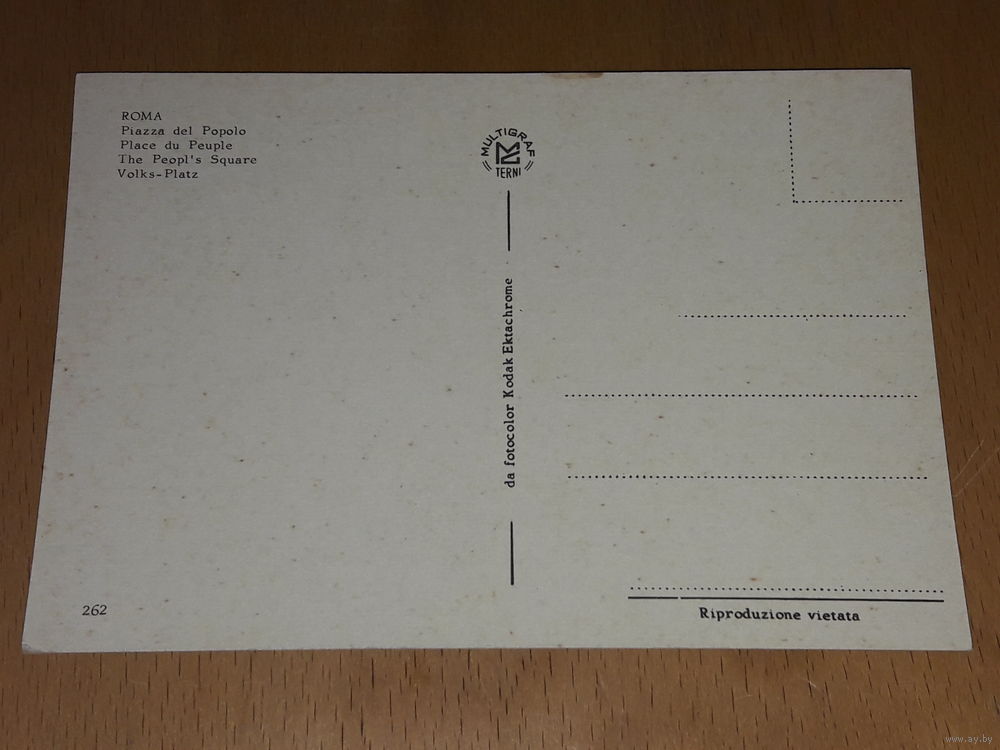 ROMA
Piazza del Popolo
Place du Peuple
The Peopl's Square
Volks-Platz
MULTIGRAF
TERNI
da fotocolor Kodak Ektachrome
262
Riproduzione vietata
www.ay.by